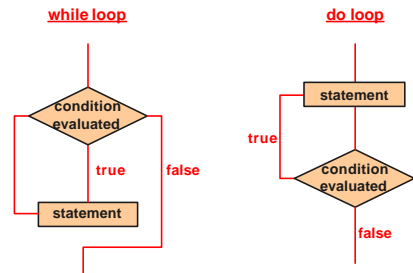 while loop
condition
evaluated
true
false
statement
do loop
statement
true
condition
evaluated
false